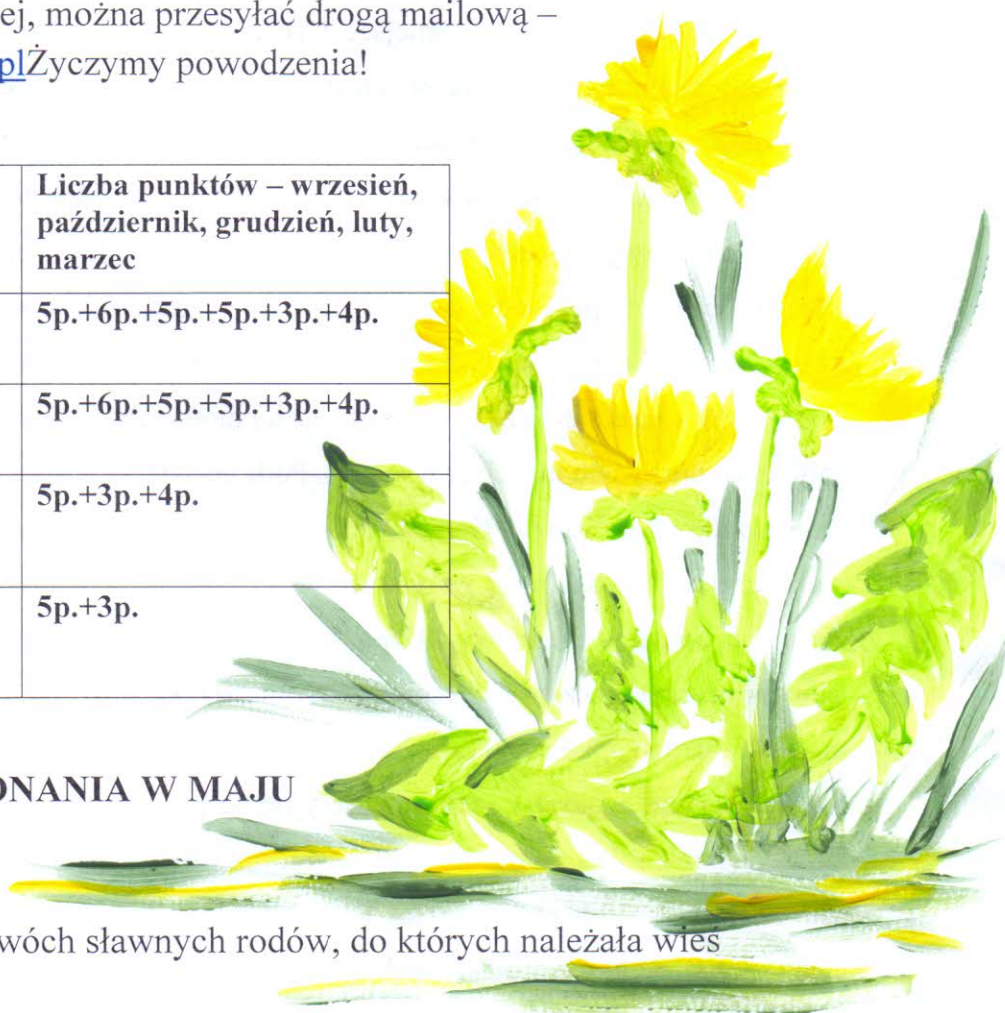 ej, można przesyłać drogą mailową –
plŻyczymy powodzenia!
Liczba punktów – wrzesień,
październik, grudzień, luty,
marzec
5p.+6p.+5p.+5p.+3p.+4p.
5p.+6p.+5p.+5p.+3p.+4p.
5p.+3p.+4p.
5p.+3p.
ONANIA W MAJU
wóch sławnych rodów, do których należała wieś